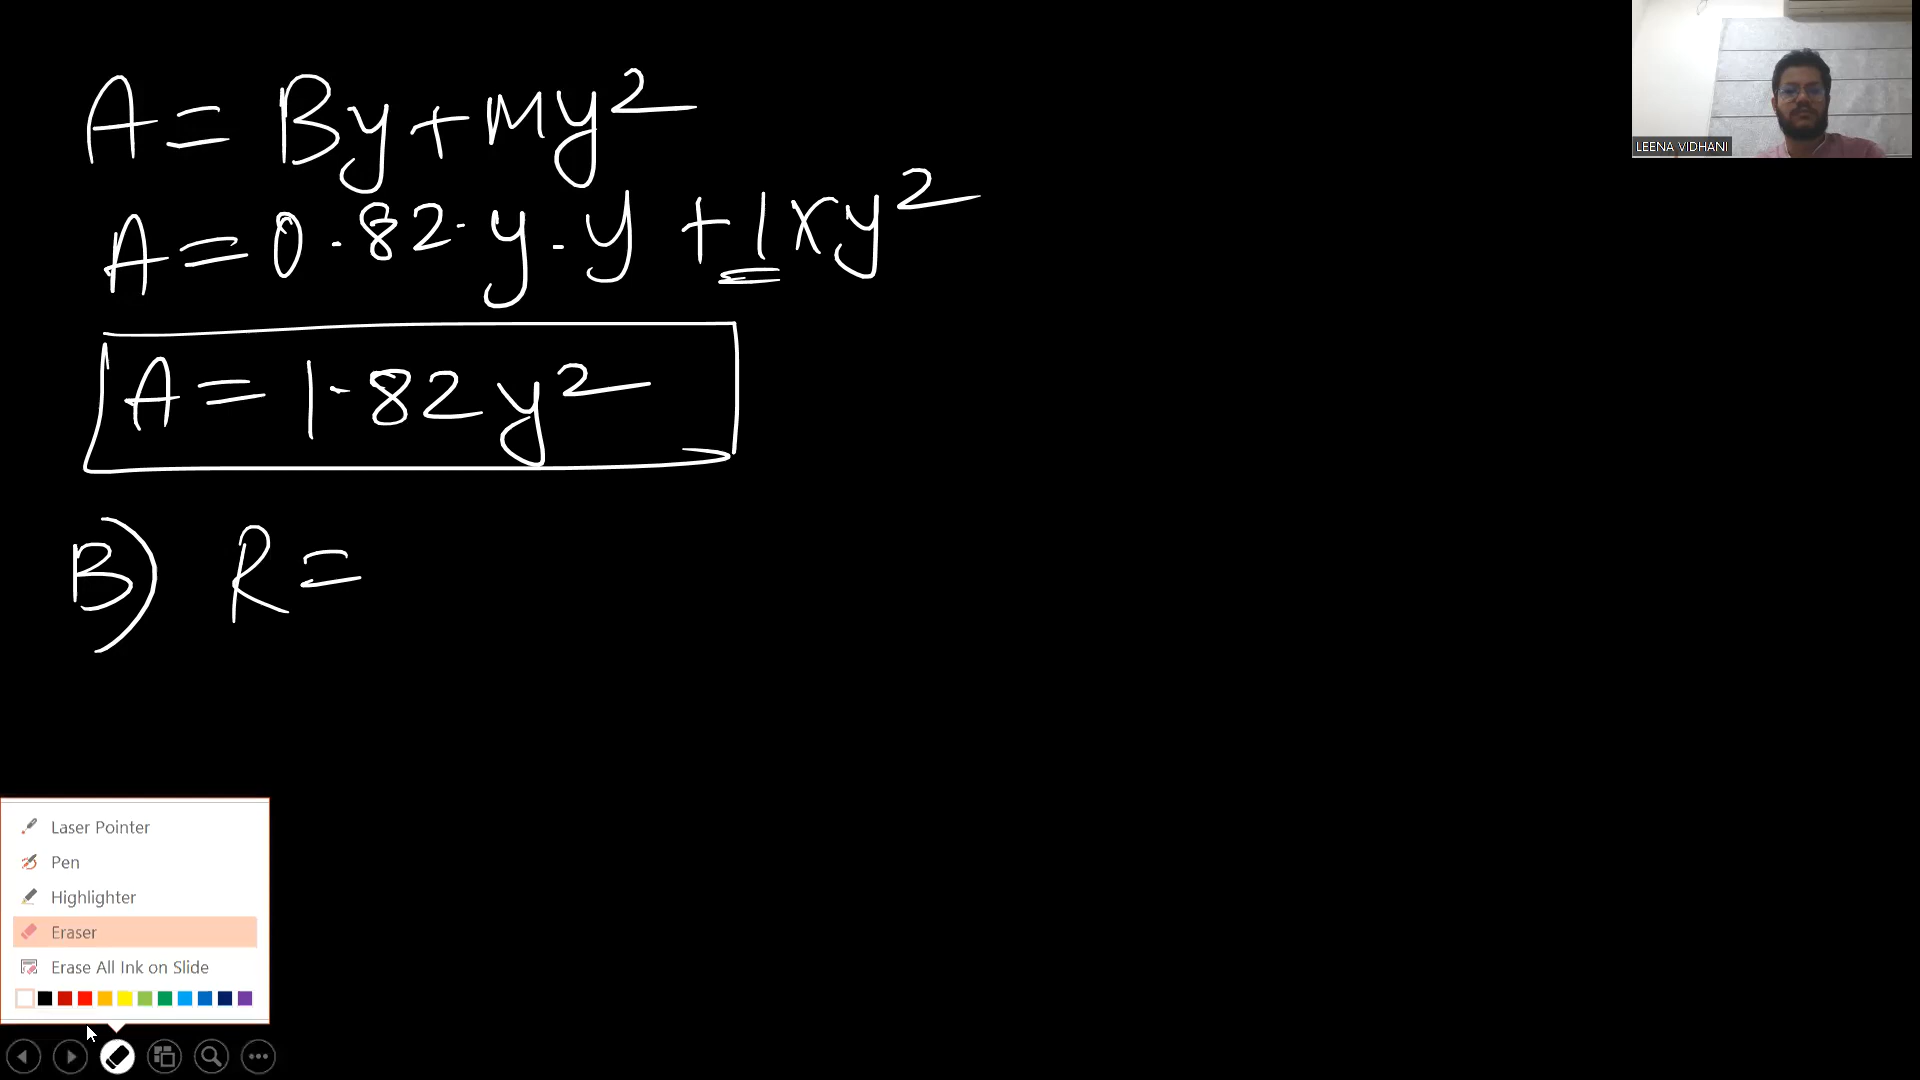 A = By + My²
LEENA VIDHANI
A = 0.82.y.y + 1xy²
A = 1.82y²
B) R =
Laser Pointer
Pen
Highlighter
Eraser
Erase All Ink on Slide